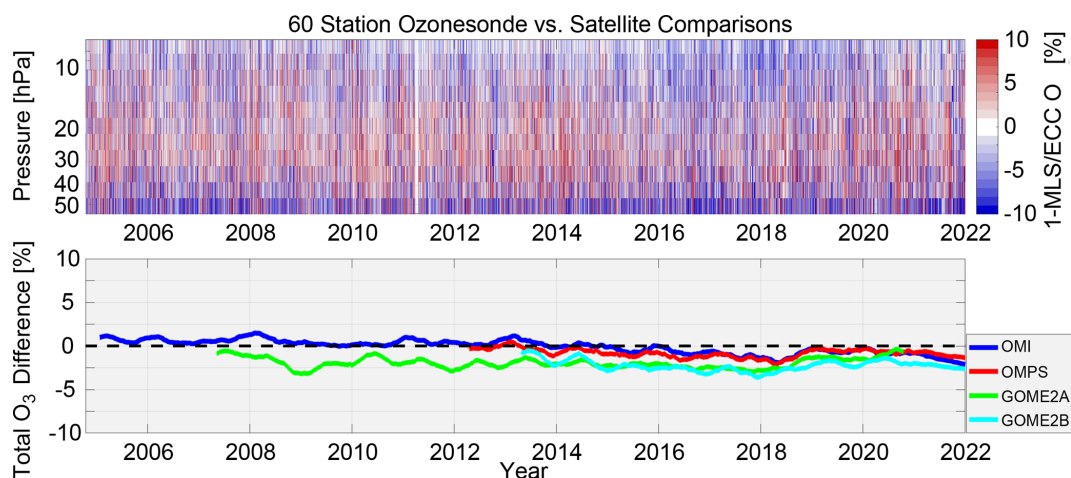 60 Station Ozonesonde vs. Satellite Comparisons
Pressure [hPa]
10
20
30
40
50
2006 2008 2010 2012 2014 2016 2018 2020 2022
10
5
0
-5
-10
1-MLS/ECC O [%]
Total O3 Difference [%]
10
5
0
-5
-10
2006 2008 2010 2012 2014 2016 2018 2020 2022
Year
OMI
OMPS
GOME2A
GOME2B